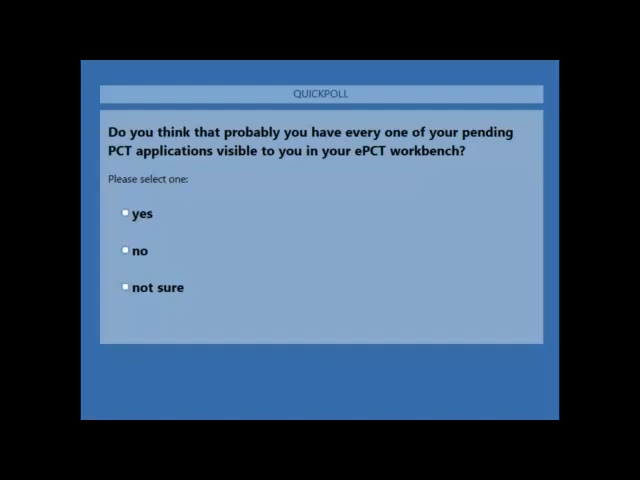 QUICKPOLL
Do you think that probably you have every one of your pending
PCT applications visible to you in your ePCT workbench?
Please select one:
yes
no
not sure